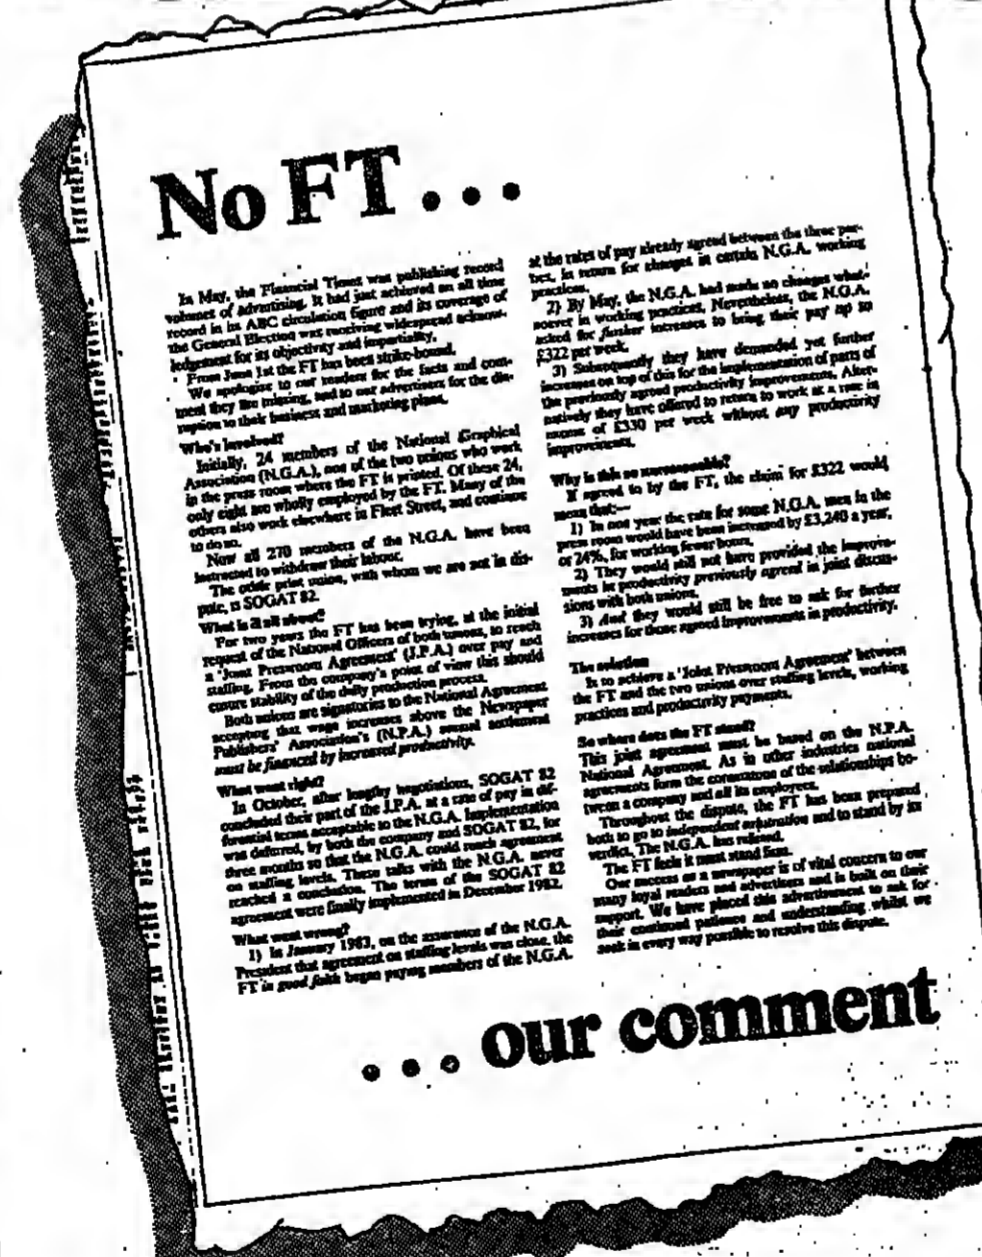 No FT...
In May, the Financial Times was publishing record
volumes of advertising. It had just achieved an all time
record in its ABC circulation figure and its coverage of
the General Election was receiving widespread acknow-
ledgement for its objectivity and impartiality.
From June 1st the FT has been strike-bound.
We apologise to our readers for the facts and com-
ment they are missing, and to our advertisers for the dis-
ruption to their business and marketing plans.
Who's involved?
Initially, 24 members of the National Graphical
Association (N.G.A.), one of the two unions who work
in the press room where the FT is printed. Of these 24,
only eight are wholly employed by the FT. Many of the
others also work elsewhere in Fleet Street, and continue
to do so.
Now all 270 members of the N.G.A. have been
instructed to withdraw their labour.
The other print union, with whom we are not in dis-
pute, is SOGAT 82.
What is it all about?
For two years the FT has been trying, at the initial
request of the National Officers of both unions, to reach
a 'Joint Pressroom Agreement' (J.P.A.) over pay and
staffing. From the company's point of view this should
ensure stability of the daily production process.
Both unions are signatories to the National Agreement
accepting that wage increases above the Newspaper
Publishers' Association's (N.P.A.) annual settlement
must be financed by increased productivity.
What went right?
In October, after lengthy negotiations, SOGAT 82
concluded their part of the J.P.A. at a rate of pay in dif-
ferential terms acceptable to the N.G.A. Implementation
was deferred, by both the company and SOGAT 82, for
three months so that the N.G.A. could reach agreement
on staffing levels. These talks with the N.G.A. never
reached a conclusion. The terms of the SOGAT 82
agreement were finally implemented in December 1982.
What went wrong?
1) In January 1983, on the assurance of the N.G.A.
President that agreement on staffing levels was close, the
FT in good faith began paying members of the N.G.A.
at the rates of pay already agreed between the three par-
ties, in return for changes in certain N.G.A. working
practices.
2) By May, the N.G.A. had made no changes what-
soever in working practices. Nevertheless, the N.G.A.
asked for further increases to bring their pay up to
£322 per week.
3) Subsequently they have demanded yet further
increases on top of this for the implementation of parts of
the previously agreed productivity improvements. Alter-
natively they have offered to return to work at a rate in
excess of £330 per week without any productivity
improvements.
Why is this so unreasonable?
If agreed to by the FT, the claim for £322 would
mean that:—
1) In one year the rate for some N.G.A. men in the
press room would have been increased by £3,240 a year,
or 24%, for working fewer hours.
2) They would still not have provided the improve-
ments in productivity previously agreed in joint discus-
sions with both unions.
3) And they would still be free to ask for further
increases for those agreed improvements in productivity.
The solution
Is to achieve a 'Joint Pressroom Agreement' between
the FT and the two unions over staffing levels, working
practices and productivity payments.
So where does the FT stand?
This joint agreement must be based on the N.P.A.
National Agreement. As in other industries national
agreements form the cornerstone of the relationships be-
tween a company and all its employees.
Throughout the dispute, the FT has been prepared
both to go to independent arbitration and to stand by its
verdict. The N.G.A. has refused.
The FT feels it must stand firm.
Our success as a newspaper is of vital concern to our
many loyal readers and advertisers and is built on their
support. We have placed this advertisement to ask for
their continued patience and understanding whilst we
seek in every way possible to resolve this dispute.
...our comment